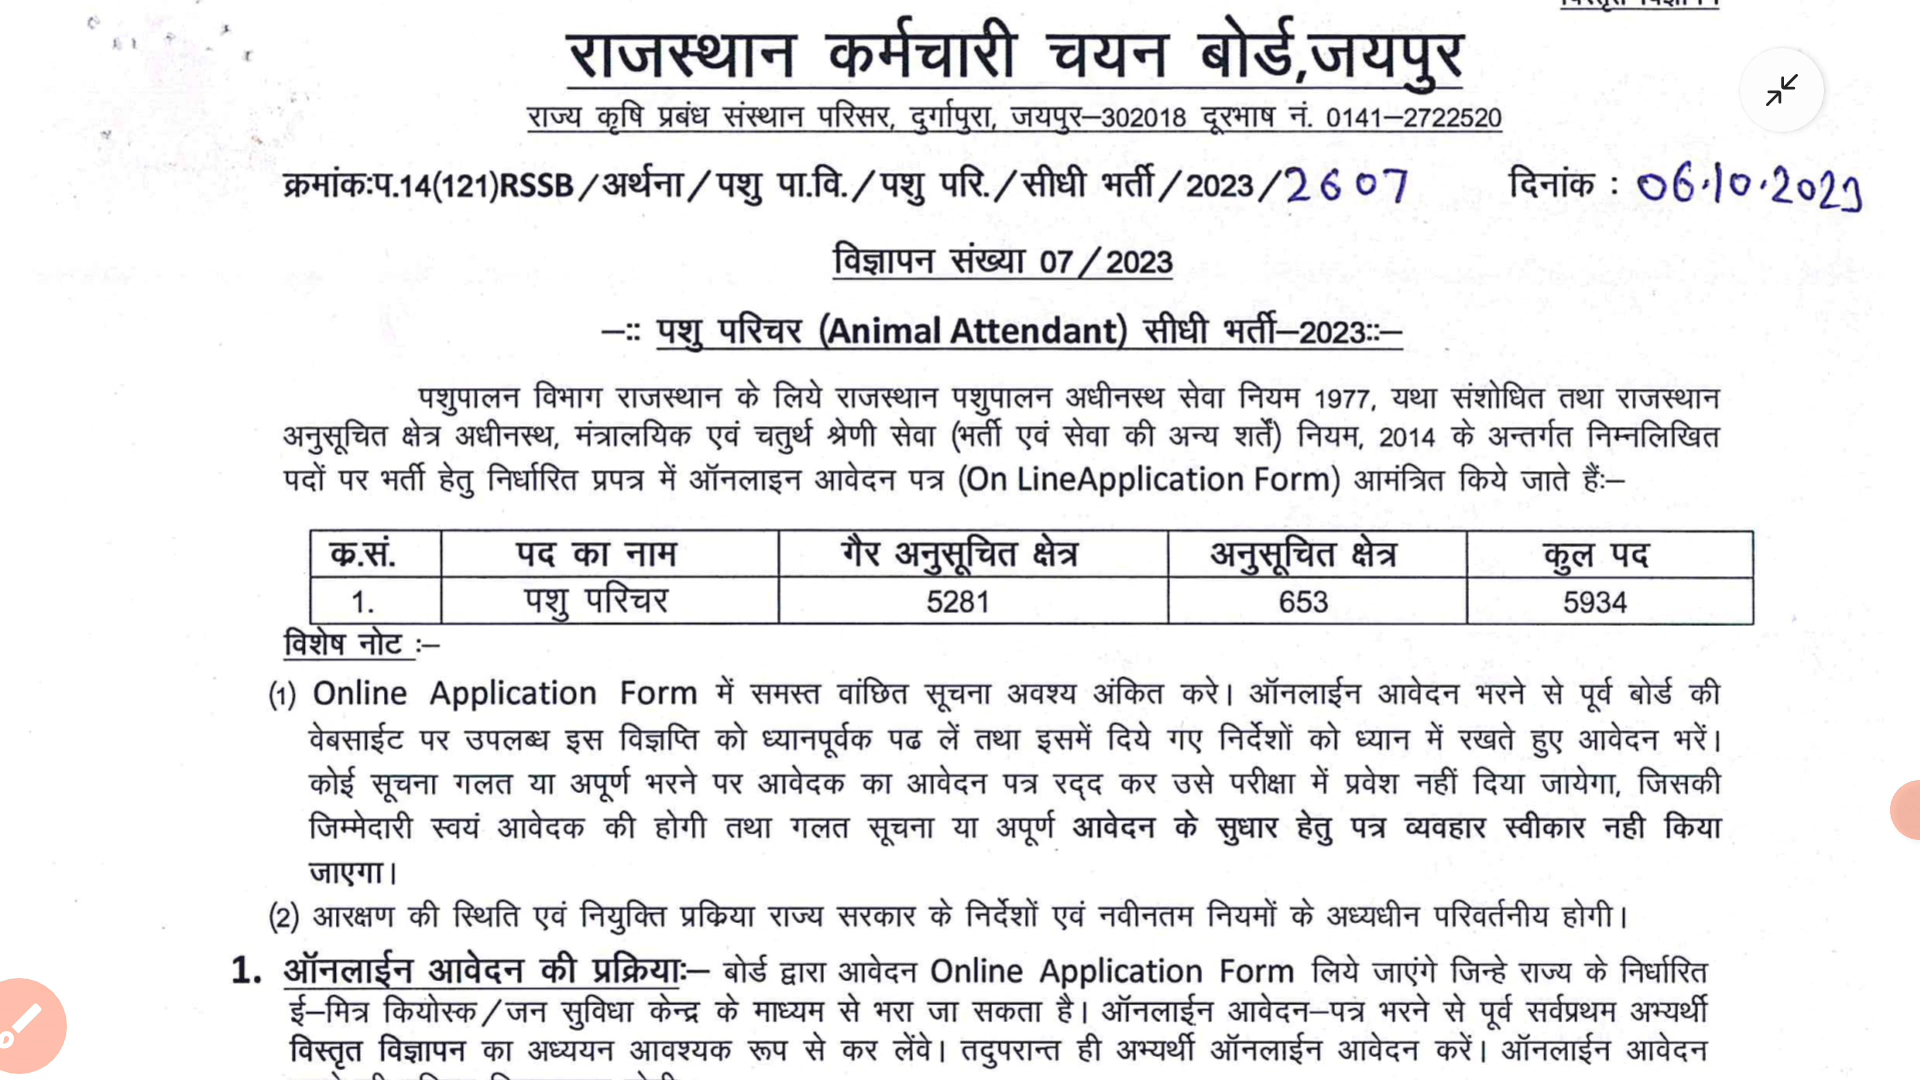 राजस्थान कर्मचारी चयन बोर्ड,जयपुर
राज्य कृषि प्रबंध संस्थान परिसर, दुर्गापुरा, जयपुर–302018 दूरभाष नं. 0141–2722520
क्रमांकःप.14(121)RSSB/अर्थना/पशु पा.वि./पशु परि./सीधी भर्ती/2023/2607 दिनांक : 06.10.2023
विज्ञापन संख्या 07/2023
–:: पशु परिचर (Animal Attendant) सीधी भर्ती–2023::–
पशुपालन विभाग राजस्थान के लिये राजस्थान पशुपालन अधीनस्थ सेवा नियम 1977, यथा संशोधित तथा राजस्थान
अनुसूचित क्षेत्र अधीनस्थ, मंत्रालयिक एवं चतुर्थ श्रेणी सेवा (भर्ती एवं सेवा की अन्य शर्तें) नियम, 2014 के अन्तर्गत निम्नलिखित
पदों पर भर्ती हेतु निर्धारित प्रपत्र में ऑनलाइन आवेदन पत्र (On LineApplication Form) आमंत्रित किये जाते हैंः–
क्र.सं. पद का नाम गैर अनुसूचित क्षेत्र अनुसूचित क्षेत्र कुल पद
1. पशु परिचर 5281 653 5934
विशेष नोट :–
(1) Online Application Form में समस्त वांछित सूचना अवश्य अंकित करे। ऑनलाईन आवेदन भरने से पूर्व बोर्ड की
वेबसाईट पर उपलब्ध इस विज्ञप्ति को ध्यानपूर्वक पढ लें तथा इसमें दिये गए निर्देशों को ध्यान में रखते हुए आवेदन भरें।
कोई सूचना गलत या अपूर्ण भरने पर आवेदक का आवेदन पत्र रद्द कर उसे परीक्षा में प्रवेश नहीं दिया जायेगा, जिसकी
जिम्मेदारी स्वयं आवेदक की होगी तथा गलत सूचना या अपूर्ण आवेदन के सुधार हेतु पत्र व्यवहार स्वीकार नही किया
जाएगा।
(2) आरक्षण की स्थिति एवं नियुक्ति प्रक्रिया राज्य सरकार के निर्देशों एवं नवीनतम नियमों के अध्यधीन परिवर्तनीय होगी।
1. ऑनलाईन आवेदन की प्रक्रियाः– बोर्ड द्वारा आवेदन Online Application Form लिये जाएंगे जिन्हे राज्य के निर्धारित
ई–मित्र कियोस्क/जन सुविधा केन्द्र के माध्यम से भरा जा सकता है। ऑनलाईन आवेदन–पत्र भरने से पूर्व सर्वप्रथम अभ्यर्थी
विस्तृत विज्ञापन का अध्ययन आवश्यक रूप से कर लेंवे। तदुपरान्त ही अभ्यर्थी ऑनलाईन आवेदन करें। ऑनलाईन आवेदन